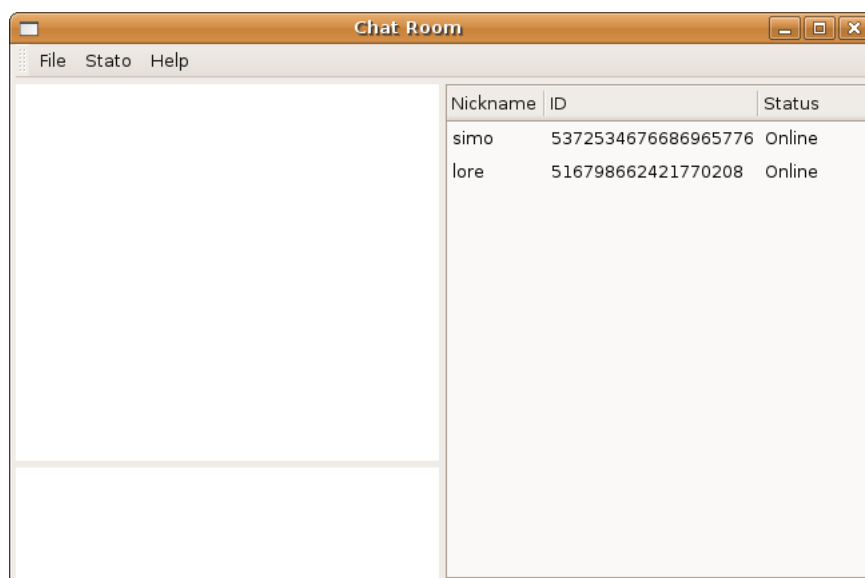 Chat Room
File Stato Help
Nickname ID Status
simo 5372534676686965776 Online
lore 516798662421770208 Online